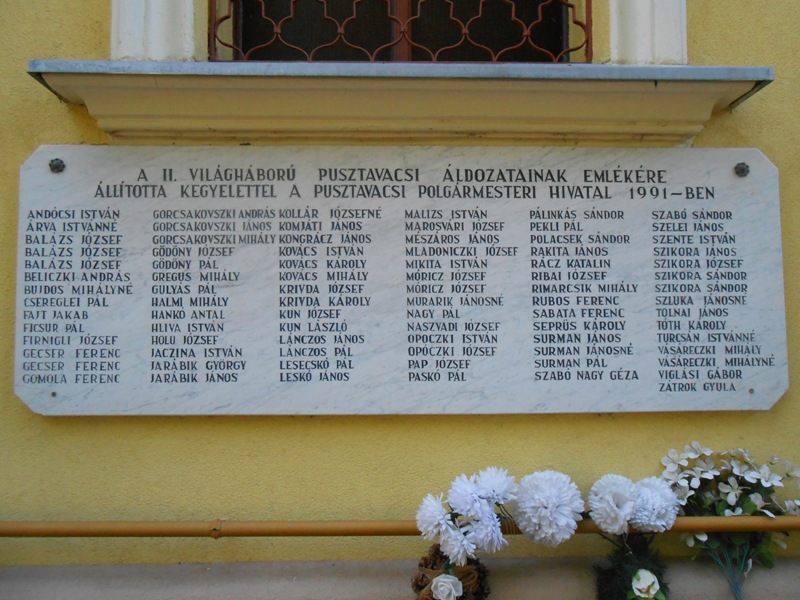 A II. VILÁGHÁBORÚ PUSZTAVACSI ÁLDOZATAINAK EMLÉKÉRE
ÁLLÍTOTTA KEGYELETTEL A PUSZTAVACSI POLGÁRMESTERI HIVATAL 1991-BEN
ANDÓCSI ISTVÁN
ÁRVA ISTVÁNNÉ
BALÁZS JÓZSEF
BALÁZS JÓZSEF
BALÁZS JÓZSEF
BELICZKI ANDRÁS
BUJDOS MIHÁLYNÉ
CSEREGLEI PÁL
FAJT JAKAB
FICSUR PÁL
FIRNIGLI JÓZSEF
GECSER FERENC
GECSER FERENC
GOMOLA FERENC
GORCSAKOVSZKI ANDRÁS
GORCSAKOVSZKI JÁNOS
GORCSAKOVSZKI MIHÁLY
GÖDÖNY JÓZSEF
GÖDÖNY PÁL
GREGUS MIHÁLY
GULYÁS PÁL
HALMI MIHÁLY
HANKÓ ANTAL
HLIVA ISTVÁN
HOLU JÓZSEF
JACZINA ISTVÁN
JARÁBIK GYÖRGY
JARÁBIK JÁNOS
KOLLÁR JÓZSEFNÉ
KOMJÁTI JÁNOS
KONGRÁCZ JÁNOS
KOVÁCS ISTVÁN
KOVÁCS KÁROLY
KOVÁCS MIHÁLY
KRIVDA JÓZSEF
KRIVDA KÁROLY
KUN JÓZSEF
KUN LÁSZLÓ
LÁNCZOS JÁNOS
LÁNCZOS PÁL
LESECSKÓ PÁL
LESKÓ JÁNOS
MALIZS ISTVÁN
MAROSVÁRI JÓZSEF
MÉSZÁROS JÁNOS
MLADONICZKI JÓZSEF
MIKITA ISTVÁN
MÓRICZ JÓZSEF
MÓRICZ JÓZSEF
MURARIK JÁNOSNÉ
NAGY PÁL
NASZVADI JÓZSEF
OPOCZKI ISTVÁN
OPÓCZKI JÓZSEF
PAP JÓZSEF
PASKÓ PÁL
PÁLINKÁS SÁNDOR
PEKLI PÁL
POLACSEK SÁNDOR
RAKITA JÁNOS
RÁCZ KATALIN
RIBAI JÓZSEF
RIMARCSIK MIHÁLY
RUBOS FERENC
SABATA FERENC
SEPRŰS KÁROLY
SURMAN JÁNOS
SURMAN JÁNOSNÉ
SURMAN PÁL
SZABÓ NAGY GÉZA
SZABÓ SÁNDOR
SZELEI JÁNOS
SZENTE ISTVÁN
SZIKORA JÁNOS
SZIKORA JÓZSEF
SZIKORA SÁNDOR
SZIKORA SÁNDOR
SZLUKA JÁNOSNÉ
TOLNAI JÁNOS
TÓTH KÁROLY
TURCSÁN ISTVÁNNÉ
VASÁRECZKI MIHÁLY
VASÁRECZKI MIHÁLYNÉ
VIGLÁSI GÁBOR
ZÁTROK GYULA